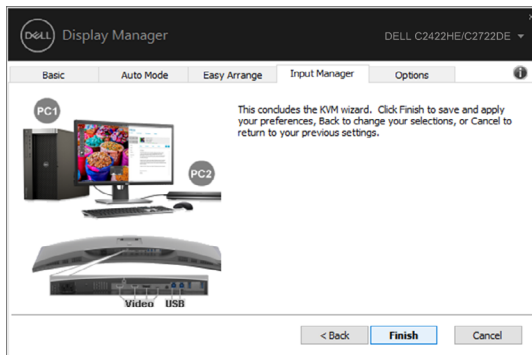 DELL Display Manager
DELL C2422HE/C2722DE
Basic
Auto Mode
Easy Arrange
Input Manager
Options
PC1
PC2
This concludes the KVM wizard. Click Finish to save and apply
your preferences, Back to change your selections, or Cancel to
return to your previous settings.
Video USB
< Back
Finish
Cancel